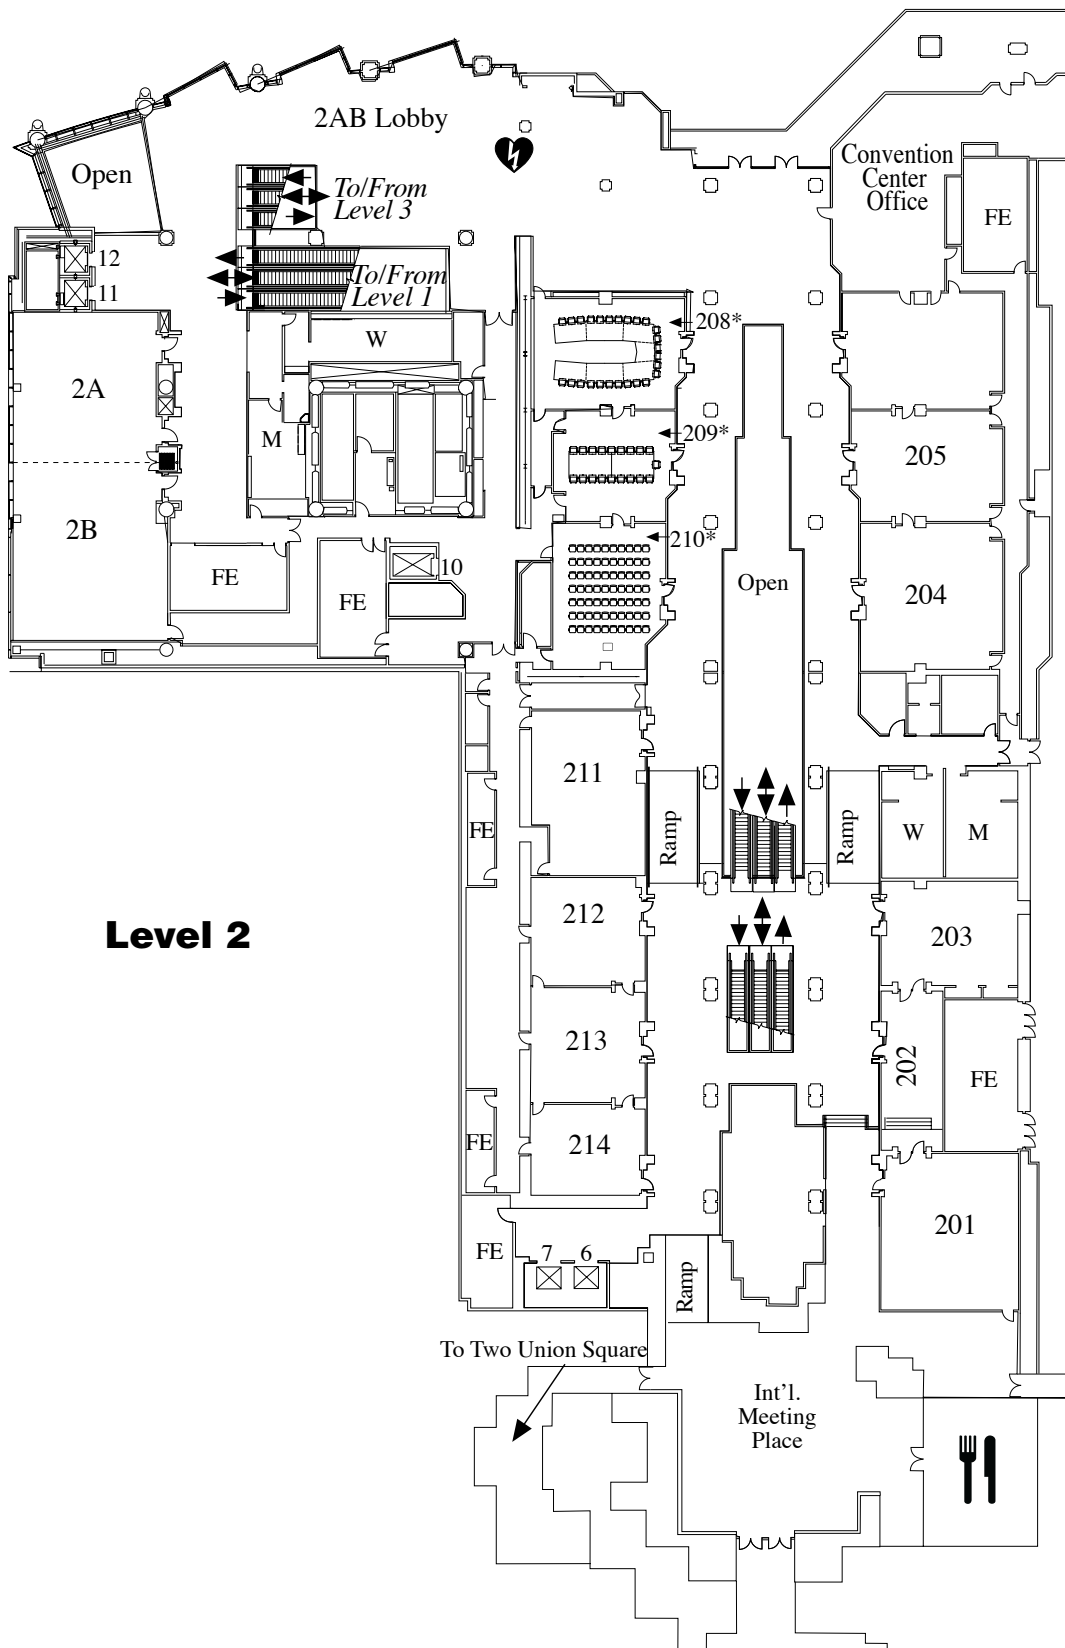 2AB Lobby
Convention
Center
Office
Open
To/From
Level 3
FE
12
To/From
Level 1
11
208*
W
2A
M
209*
205
2B
210*
10
FE
FE
Open
204
211
Ramp
Ramp
FE
W
M
212
Level 2
203
213
202
FE
FE
214
201
FE
7
6
Ramp
To Two Union Square
Int'l.
Meeting
Place